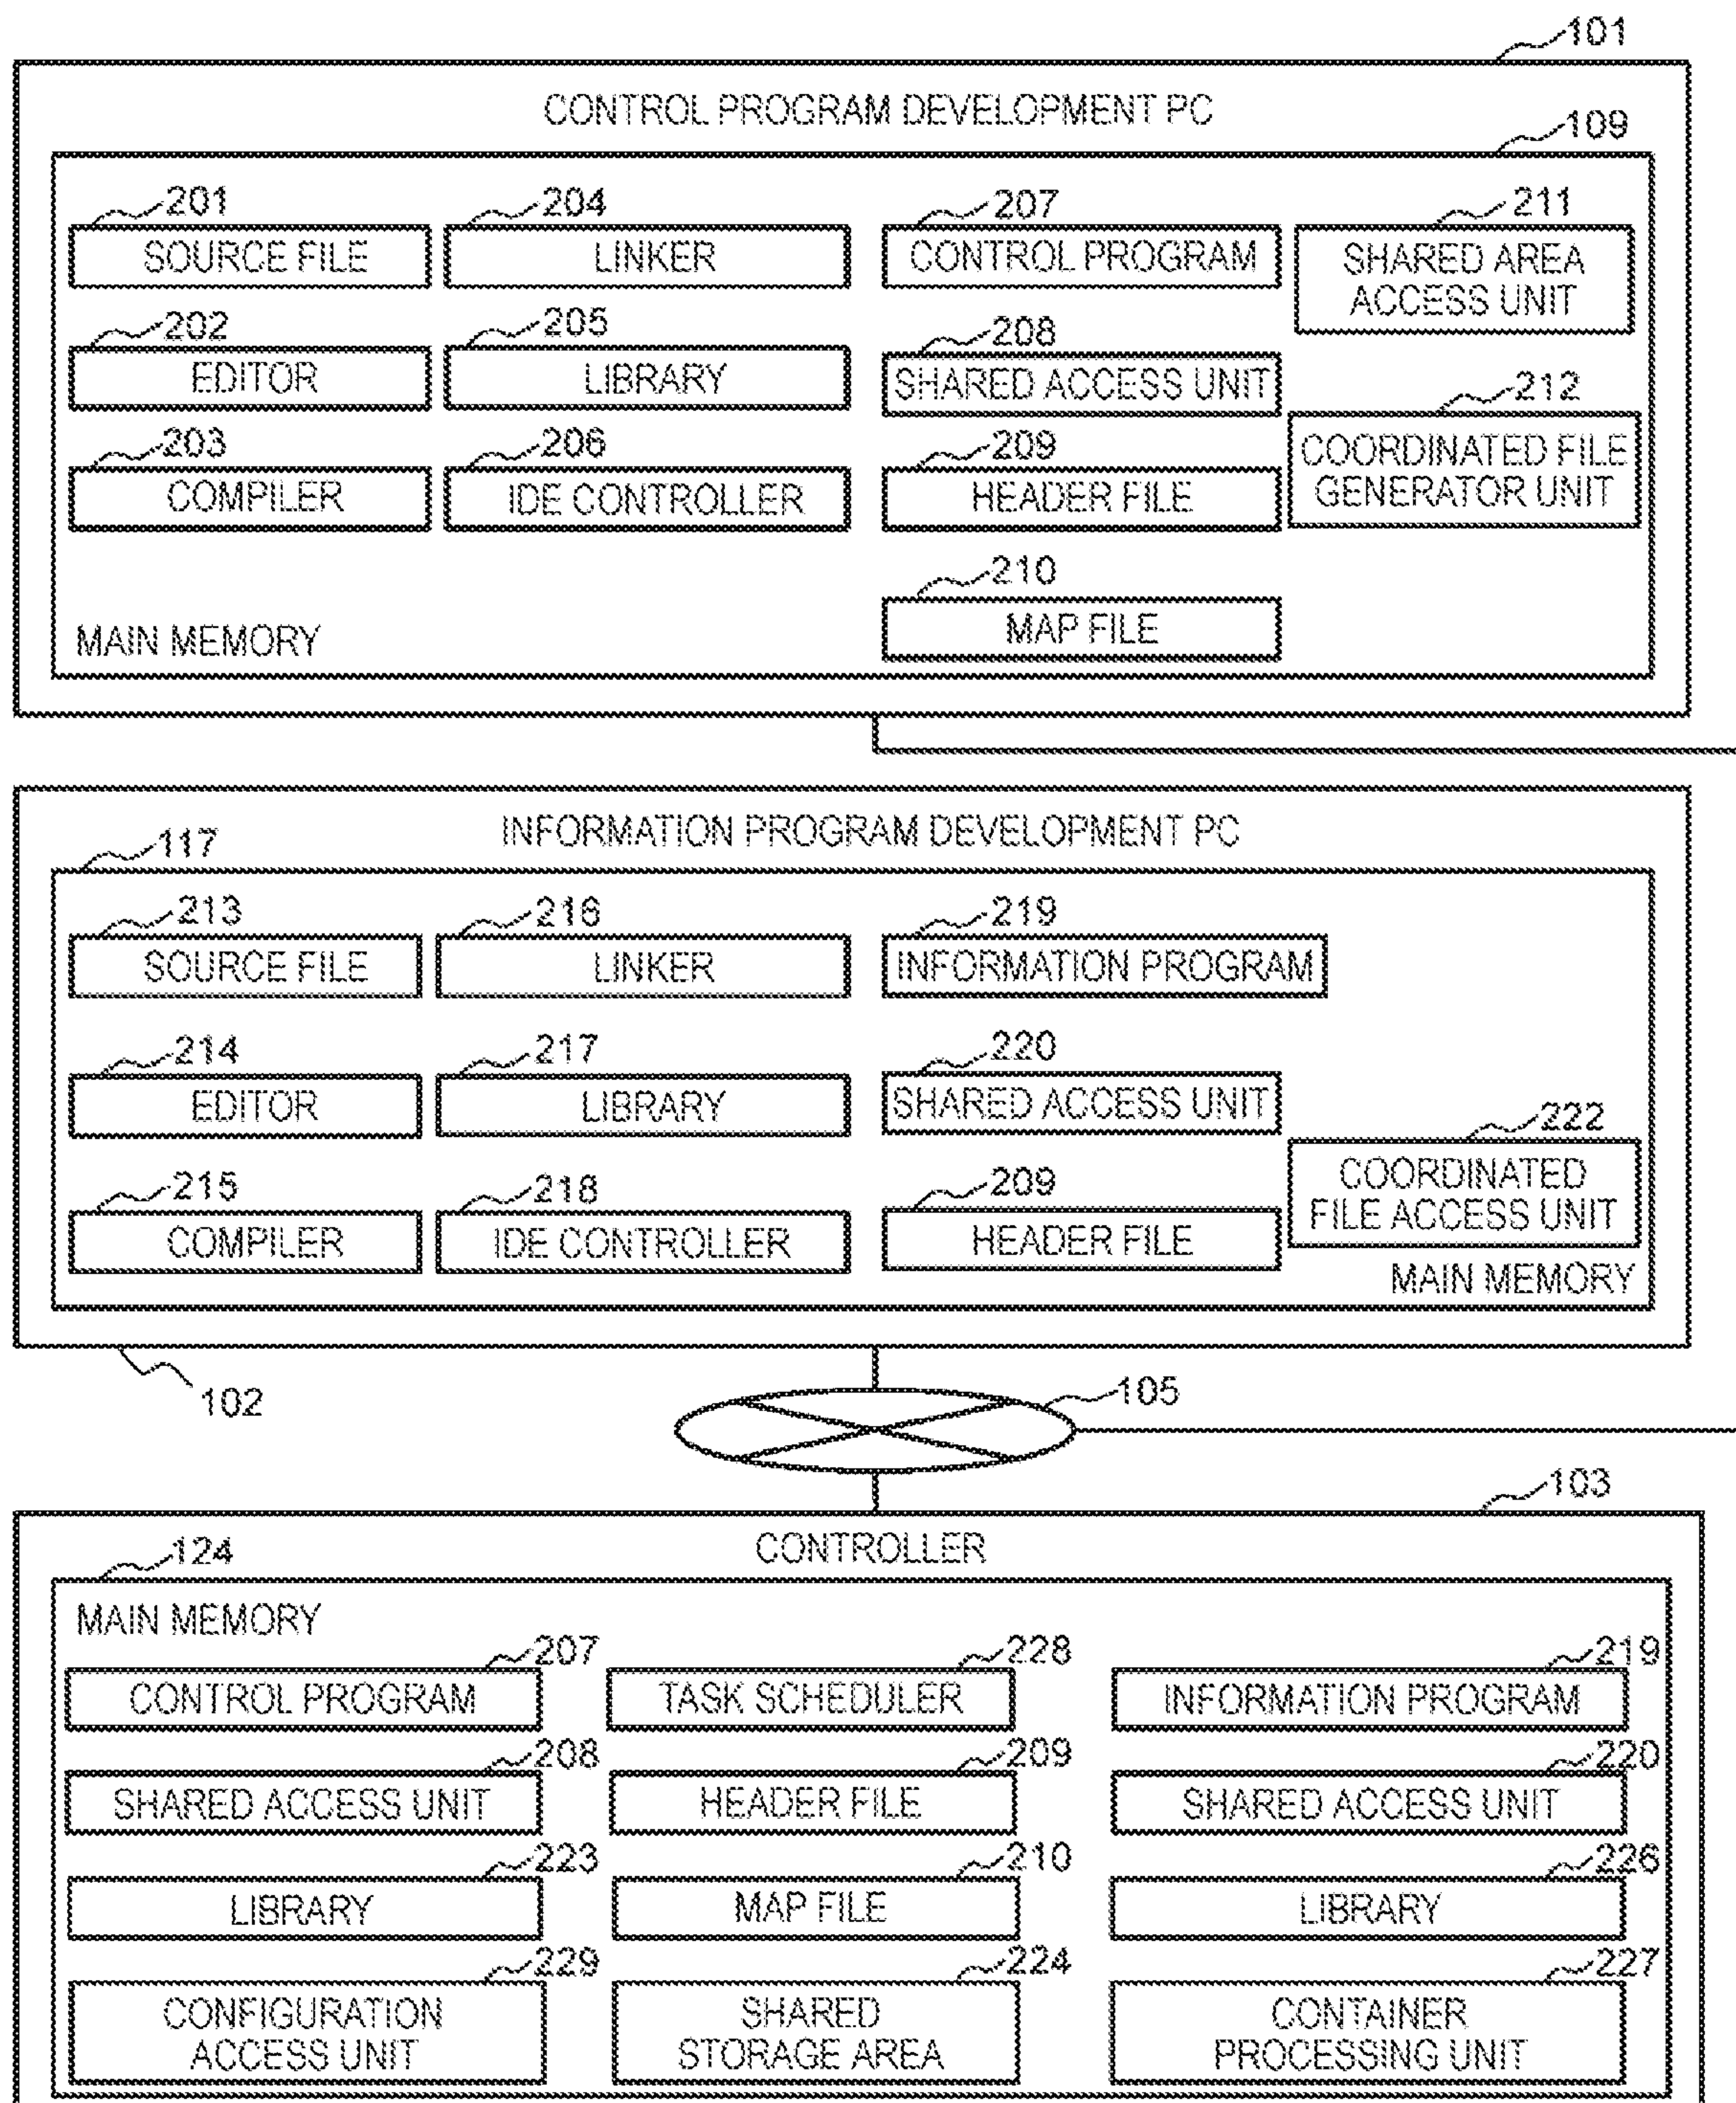 101
CONTROL PROGRAM DEVELOPMENT PC
109
201
204
207
211
SOURCE FILE
LINKER
CONTROL PROGRAM
SHARED AREA
ACCESS UNIT
202
205
208
EDITOR
LIBRARY
SHARED ACCESS UNIT
212
COORDINATED FILE
GENERATOR UNIT
203
206
209
COMPILER
IDE CONTROLLER
HEADER FILE
210
MAP FILE
MAIN MEMORY
INFORMATION PROGRAM DEVELOPMENT PC
117
213
216
219
SOURCE FILE
LINKER
INFORMATION PROGRAM
214
217
220
EDITOR
LIBRARY
SHARED ACCESS UNIT
222
COORDINATED
FILE ACCESS UNIT
215
218
209
COMPILER
IDE CONTROLLER
HEADER FILE
MAIN MEMORY
102
105
103
CONTROLLER
124
MAIN MEMORY
207
228
219
CONTROL PROGRAM
TASK SCHEDULER
INFORMATION PROGRAM
208
209
220
SHARED ACCESS UNIT
HEADER FILE
SHARED ACCESS UNIT
223
210
226
LIBRARY
MAP FILE
LIBRARY
229
224
227
CONFIGURATION
ACCESS UNIT
SHARED
STORAGE AREA
CONTAINER
PROCESSING UNIT